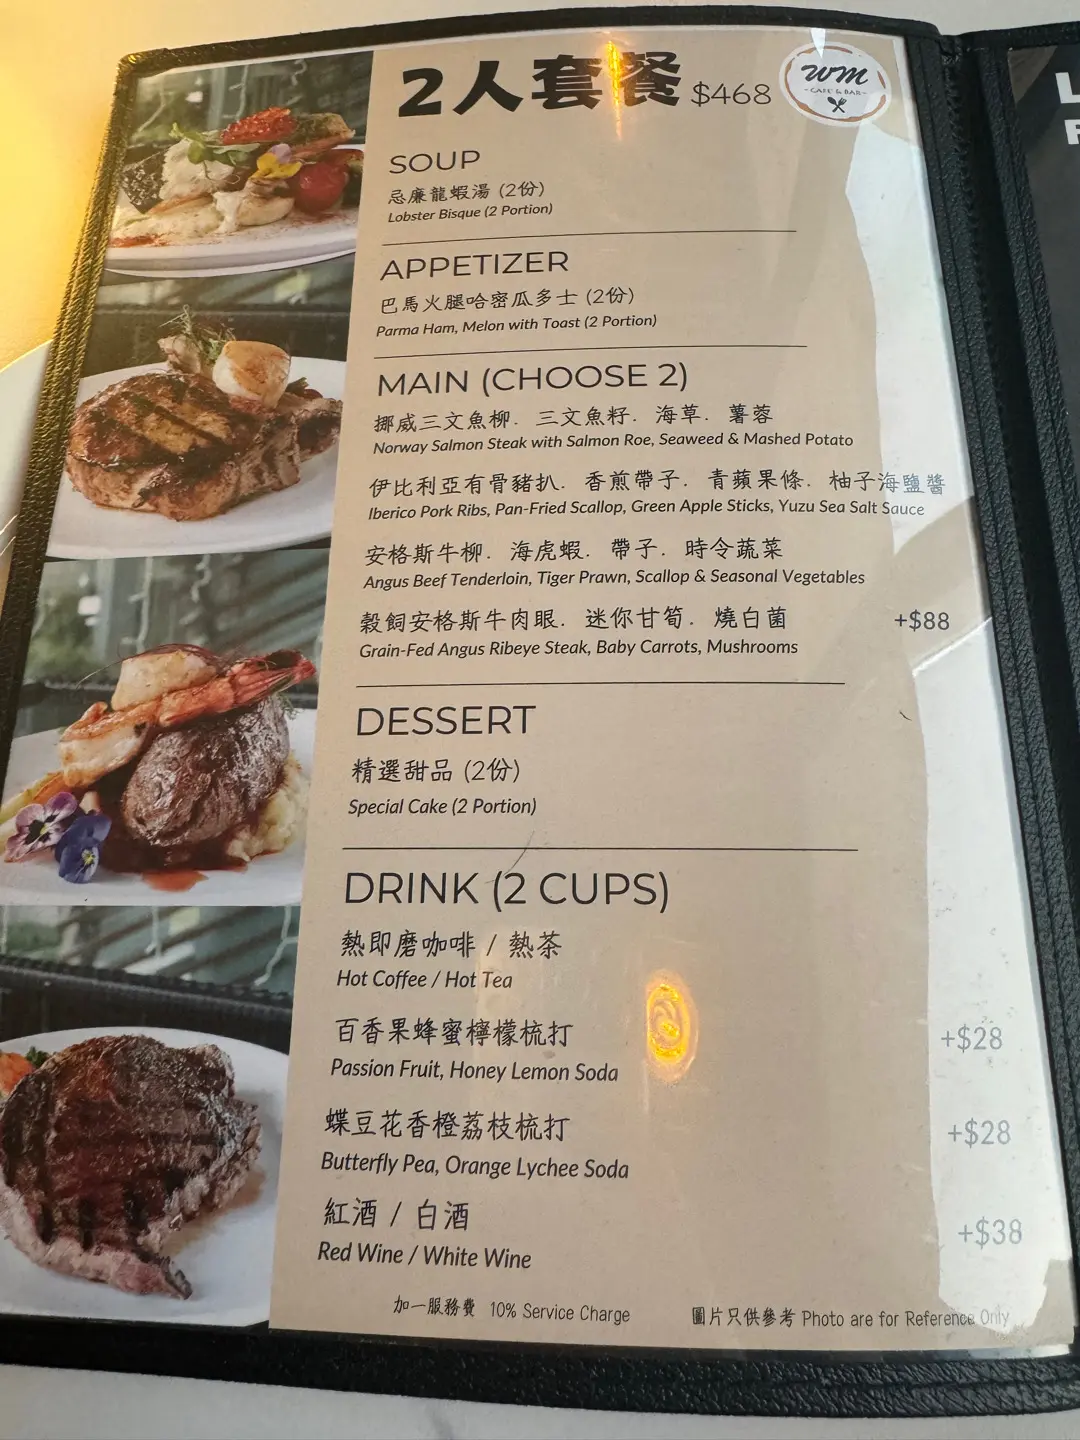 2人套餐 $468
WM
- CAFE & BAR -
SOUP
忌廉龍蝦湯 (2份)
Lobster Bisque (2 Portion)
APPETIZER
巴馬火腿哈密瓜多士 (2份)
Parma Ham, Melon with Toast (2 Portion)
MAIN (CHOOSE 2)
挪威三文魚柳. 三文魚籽. 海草. 薯蓉
Norway Salmon Steak with Salmon Roe, Seaweed & Mashed Potato
伊比利亞有骨豬扒. 香煎帶子. 青蘋果條. 柚子海鹽醬
Iberico Pork Ribs, Pan-Fried Scallop, Green Apple Sticks, Yuzu Sea Salt Sauce
安格斯牛柳. 海虎蝦. 帶子. 時令蔬菜
Angus Beef Tenderloin, Tiger Prawn, Scallop & Seasonal Vegetables
穀飼安格斯牛肉眼. 迷你甘筍. 燒白菌 +$88
Grain-Fed Angus Ribeye Steak, Baby Carrots, Mushrooms
DESSERT
精選甜品 (2份)
Special Cake (2 Portion)
DRINK (2 CUPS)
熱即磨咖啡 / 熱茶
Hot Coffee / Hot Tea
百香果蜂蜜檸檬梳打 +$28
Passion Fruit, Honey Lemon Soda
蝶豆花香橙荔枝梳打 +$28
Butterfly Pea, Orange Lychee Soda
紅酒 / 白酒 +$38
Red Wine / White Wine
加一服務費 10% Service Charge 圖片只供參考 Photo are for Reference Only